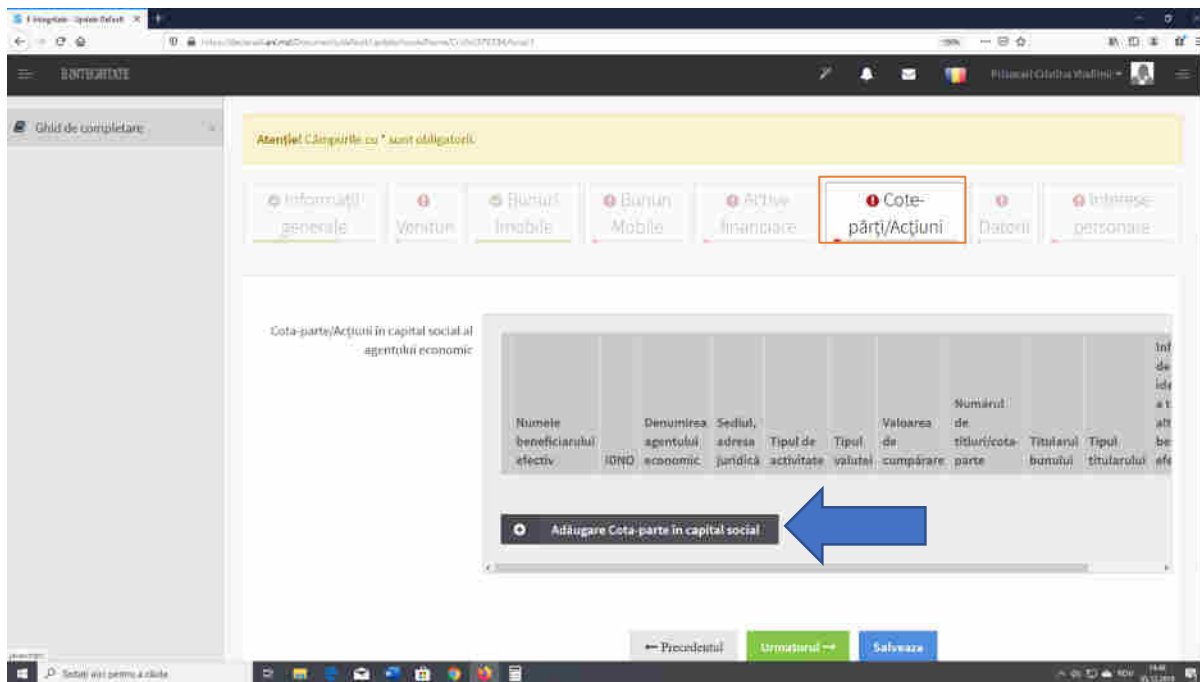 E-INTEGRITATE
Ghid de completare
Atenție! Câmpurile cu * sunt obligatorii.
Informații generale
Venituri
Bunuri Imobile
Bunuri Mobile
Active financiare
Cote-părți/Acțiuni
Datorii
Interese personale
Cota-parte/Acțiuni în capital social al
agentului economic
Numele beneficiarului efectiv
IDNO
Denumirea agentului economic
Sediul, adresa juridică
Tipul de activitate
Tipul valutei
Valoarea de cumpărare
Numărul de titluri/cota-parte
Titularul bunului
Tipul titularului
Adăugare Cota-parte în capital social
← Precedentul
Următorul →
Salvează